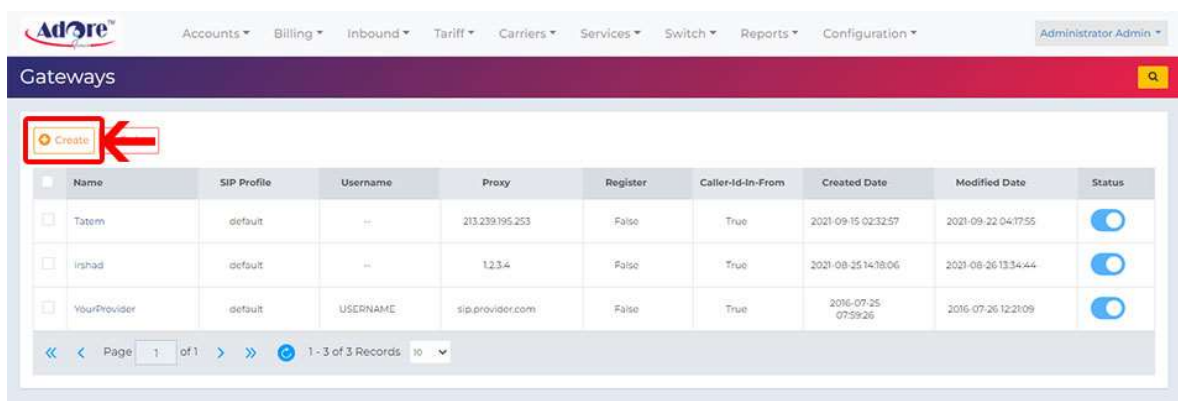 Adore™
Accounts Billing Inbound Tariff Carriers Services Switch Reports Configuration Administrator Admin
Gateways
Create
Name SIP Profile Username Proxy Register Caller-Id-In-From Created Date Modified Date Status
Tatem default -- 213.239.195.253 False True 2021-09-15 02:32:57 2021-09-22 04:17:55
irshad default -- 1.2.3.4 False True 2021-08-25 14:18:06 2021-08-26 13:34:44
YourProvider default USERNAME sip.provider.com False True 2016-07-25 07:59:26 2016-07-26 12:21:09
Page 1 of 1 1 - 3 of 3 Records 10